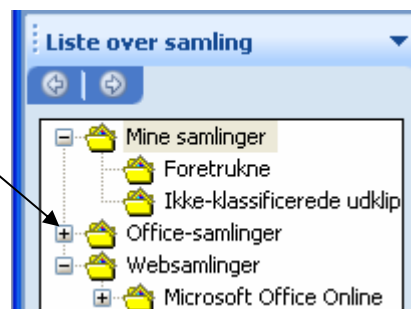 Liste over samling
Mine samlinger
Foretrukne
Ikke-klassificerede udklip
Office-samlinger
Websamlinger
Microsoft Office Online